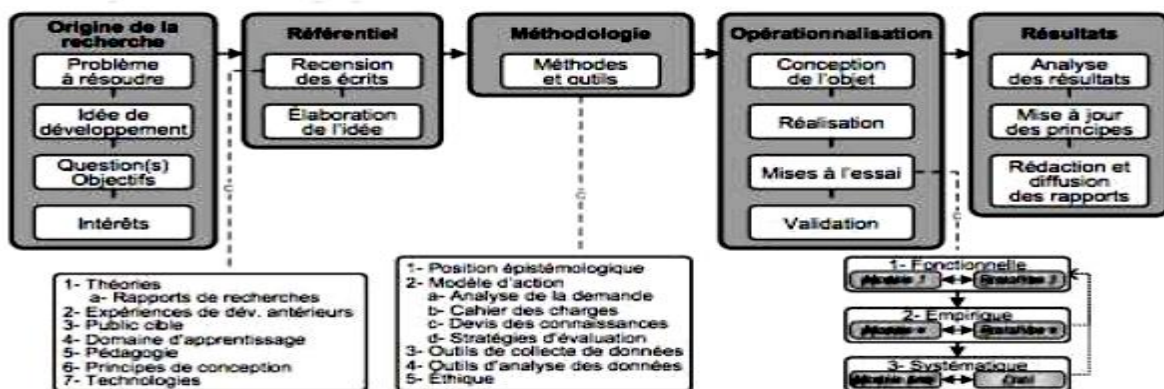 Origine de la
recherche
Problème
à résoudre
Idée de
développement
Question(s)
Objectifs
Intérêts
Référentiel
Recension
des écrits
Élaboration
de l'idée
Méthodologie
Méthodes
et outils
Opérationnalisation
Conception
de l'objet
Réalisation
Mises à l'essai
Validation
Résultats
Analyse
des résultats
Mise à jour
des principes
Rédaction et
diffusion
des rapports
1- Théories
a- Rapports de recherches
2- Expériences de dév. antérieurs
3- Public cible
4- Domaine d'apprentissage
5- Pédagogie
6- Principes de conception
7- Technologies
1- Position épistémologique
2- Modèle d'action
a- Analyse de la demande
b- Cahier des charges
c- Devis des connaissances
d- Stratégies d'évaluation
3- Outils de collecte de données
4- Outils d'analyse des données
5- Éthique
1- Fonctionnelle
2- Empirique
3- Systématique